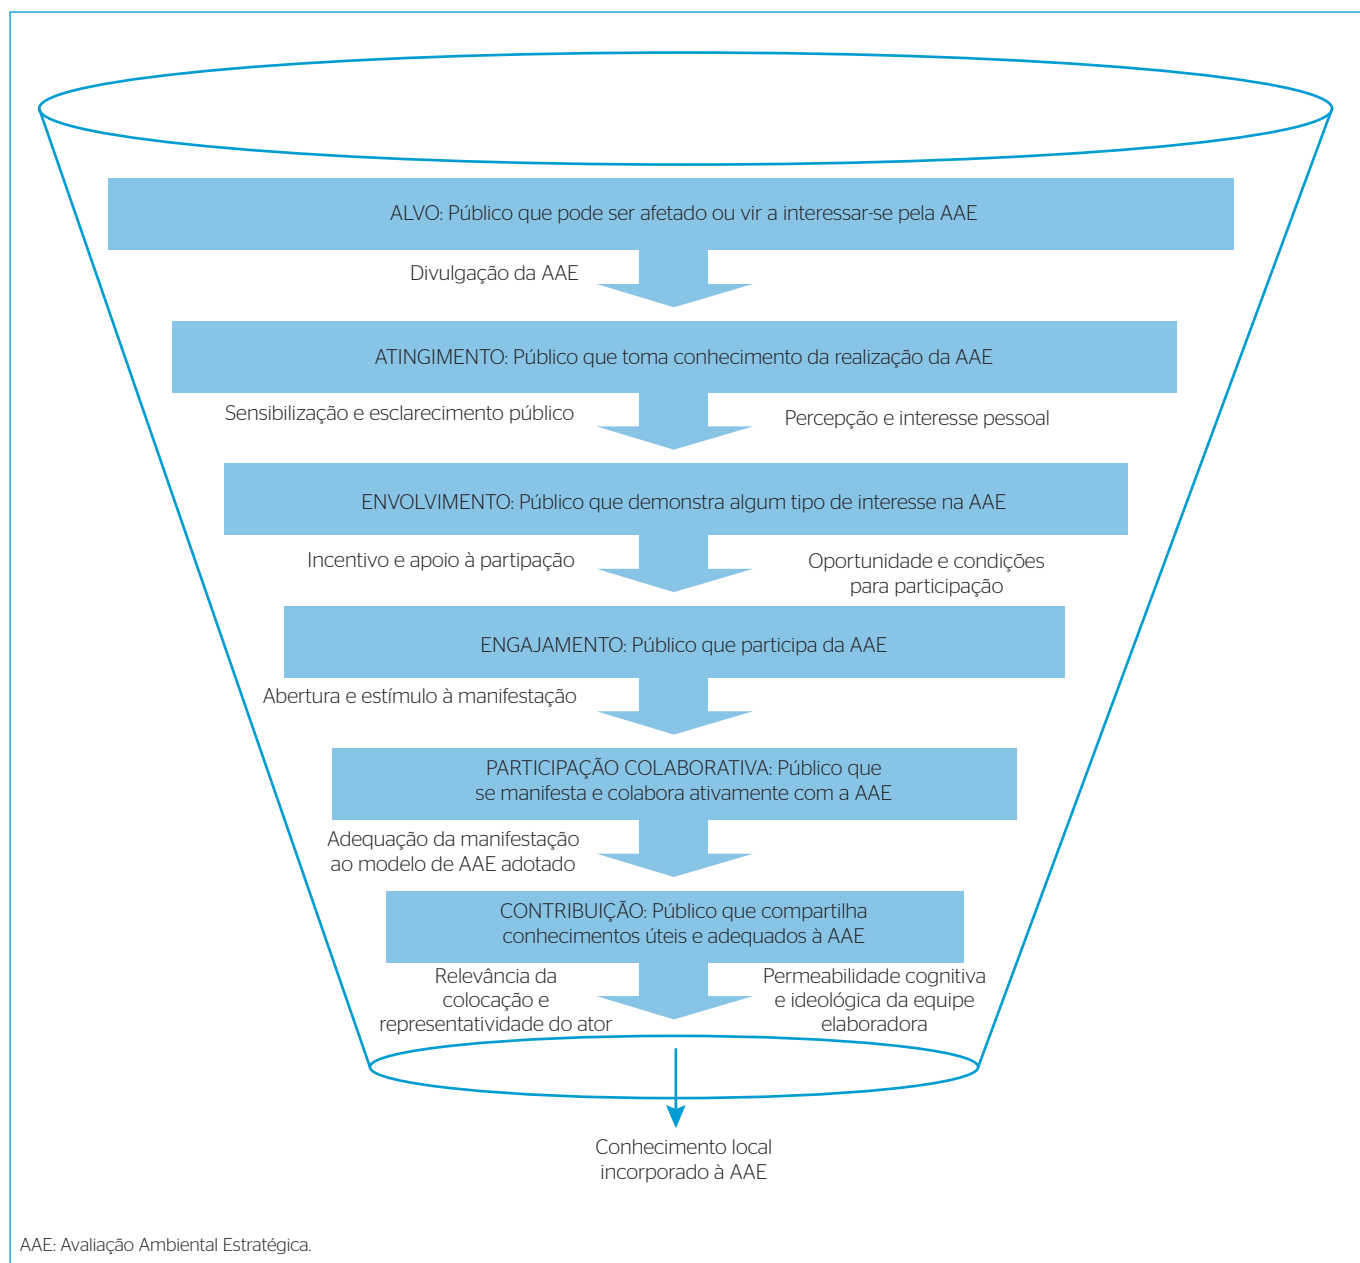 ALVO: Público que pode ser afetado ou vir a interessar-se pela AAE
Divulgação da AAE
ATINGIMENTO: Público que toma conhecimento da realização da AAE
Sensibilização e esclarecimento público
Percepção e interesse pessoal
ENVOLVIMENTO: Público que demonstra algum tipo de interesse na AAE
Incentivo e apoio à partipação
Oportunidade e condições
para participação
ENGAJAMENTO: Público que participa da AAE
Abertura e estímulo à manifestação
PARTICIPAÇÃO COLABORATIVA: Público que
se manifesta e colabora ativamente com a AAE
Adequação da manifestação
ao modelo de AAE adotado
CONTRIBUIÇÃO: Público que compartilha
conhecimentos úteis e adequados à AAE
Relevância da
colocação e
representatividade do ator
Permeabilidade cognitiva
e ideológica da equipe
elaboradora
Conhecimento local
incorporado à AAE
AAE: Avaliação Ambiental Estratégica.